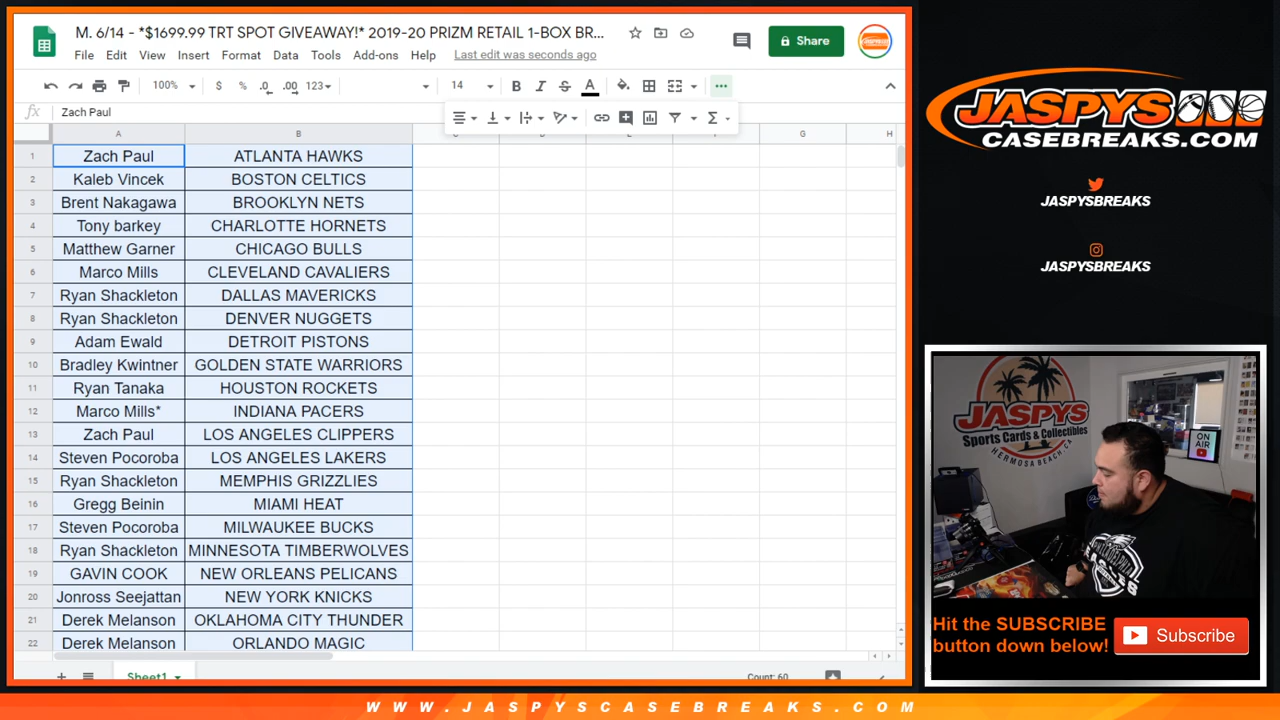 M. 6/14 - *$1699.99 TRT SPOT GIVEAWAY!* 2019-20 PRIZM RETAIL 1-BOX BR...
Share
File Edit View Insert Format Data Tools Add-ons Help Last edit was seconds ago
100% $ % .0 .00 123 14 B I S A
fx Zach Paul
A B C D E F G H
1 Zach Paul ATLANTA HAWKS
2 Kaleb Vincek BOSTON CELTICS
3 Brent Nakagawa BROOKLYN NETS
4 Tony barkey CHARLOTTE HORNETS
5 Matthew Garner CHICAGO BULLS
6 Marco Mills CLEVELAND CAVALIERS
7 Ryan Shackleton DALLAS MAVERICKS
8 Ryan Shackleton DENVER NUGGETS
9 Adam Ewald DETROIT PISTONS
10 Bradley Kwintner GOLDEN STATE WARRIORS
11 Ryan Tanaka HOUSTON ROCKETS
12 Marco Mills* INDIANA PACERS
13 Zach Paul LOS ANGELES CLIPPERS
14 Steven Pocoroba LOS ANGELES LAKERS
15 Ryan Shackleton MEMPHIS GRIZZLIES
16 Gregg Beinin MIAMI HEAT
17 Steven Pocoroba MILWAUKEE BUCKS
18 Ryan Shackleton MINNESOTA TIMBERWOLVES
19 GAVIN COOK NEW ORLEANS PELICANS
20 Jonross Seejattan NEW YORK KNICKS
21 Derek Melanson OKLAHOMA CITY THUNDER
22 Derek Melanson ORLANDO MAGIC
Sheet1 Count: 60
JASPYS
CASEBREAKS.COM
JASPYSBREAKS
JASPYSBREAKS
JASPYS
Sports Cards & Collectibles
HERMOSA BEACH CA
ON
AIR
EAGLES
Hit the SUBSCRIBE
button down below!
Subscribe
WWW.JASPYSCASEBREAKS.COM